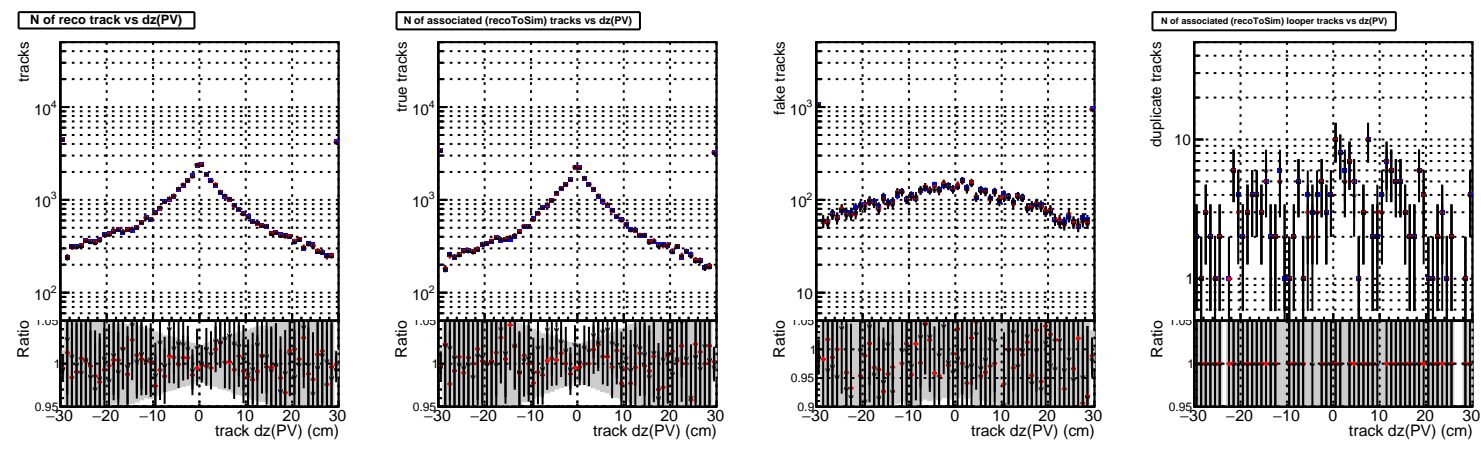 N of reco track vs dz(PV)
tracks
10^4
10^3
10^2
1.05
Ratio
1
0.95
−30 −20 −10 0 10 20 30
track dz(PV) (cm)
N of associated (recoToSim) tracks vs dz(PV)
true tracks
10^4
10^3
10^2
1.05
Ratio
1
0.95
−30 −20 −10 0 10 20 30
track dz(PV) (cm)
fake tracks
10^3
10^2
10
Ratio
1
0.95
0.9
−30 −20 −10 0 10 20 30
track dz(PV) (cm)
N of associated (recoToSim) looper tracks vs dz(PV)
duplicate tracks
10
1
1.05
Ratio
1
0.95
−30 −20 −10 0 10 20 30
track dz(PV) (cm)